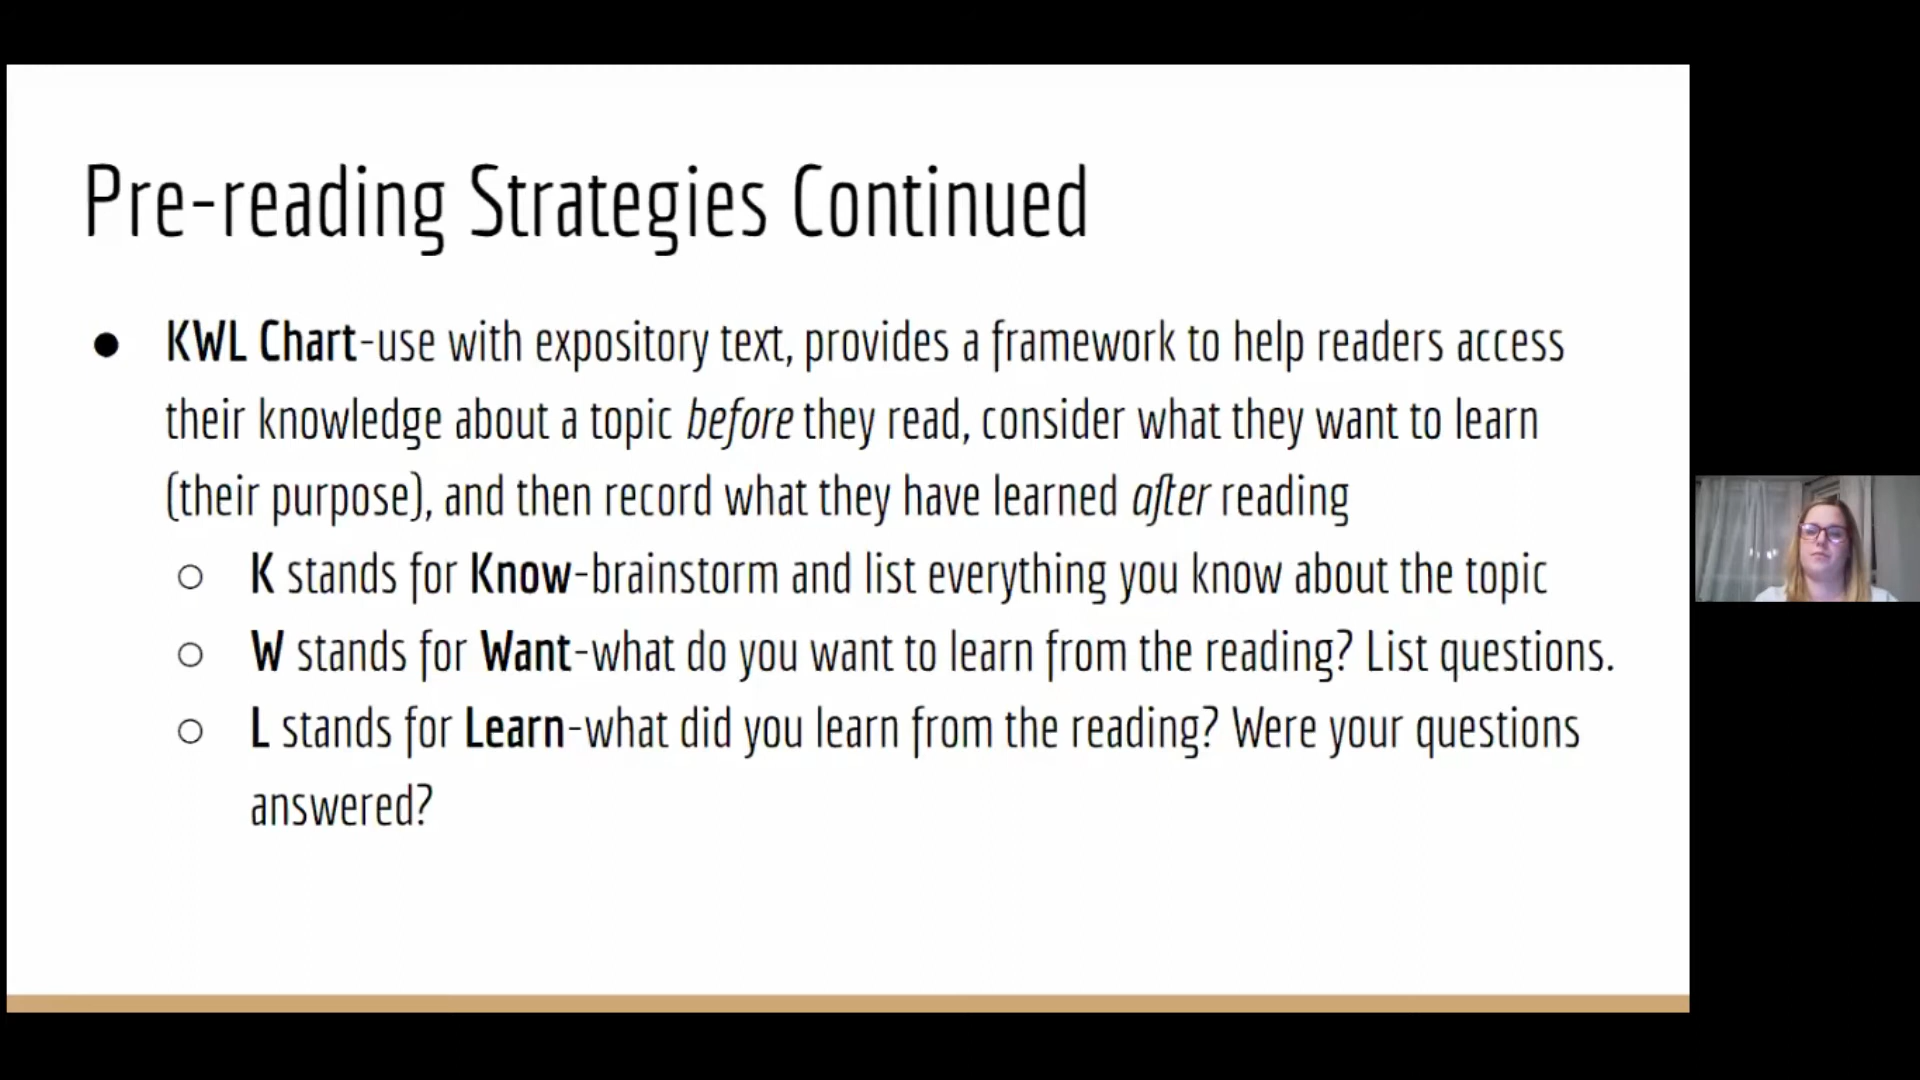 Pre-reading Strategies Continued
● KWL Chart-use with expository text, provides a framework to help readers access
their knowledge about a topic before they read, consider what they want to learn
(their purpose), and then record what they have learned after reading
○ K stands for Know-brainstorm and list everything you know about the topic
○ W stands for Want-what do you want to learn from the reading? List questions.
○ L stands for Learn-what did you learn from the reading? Were your questions
answered?